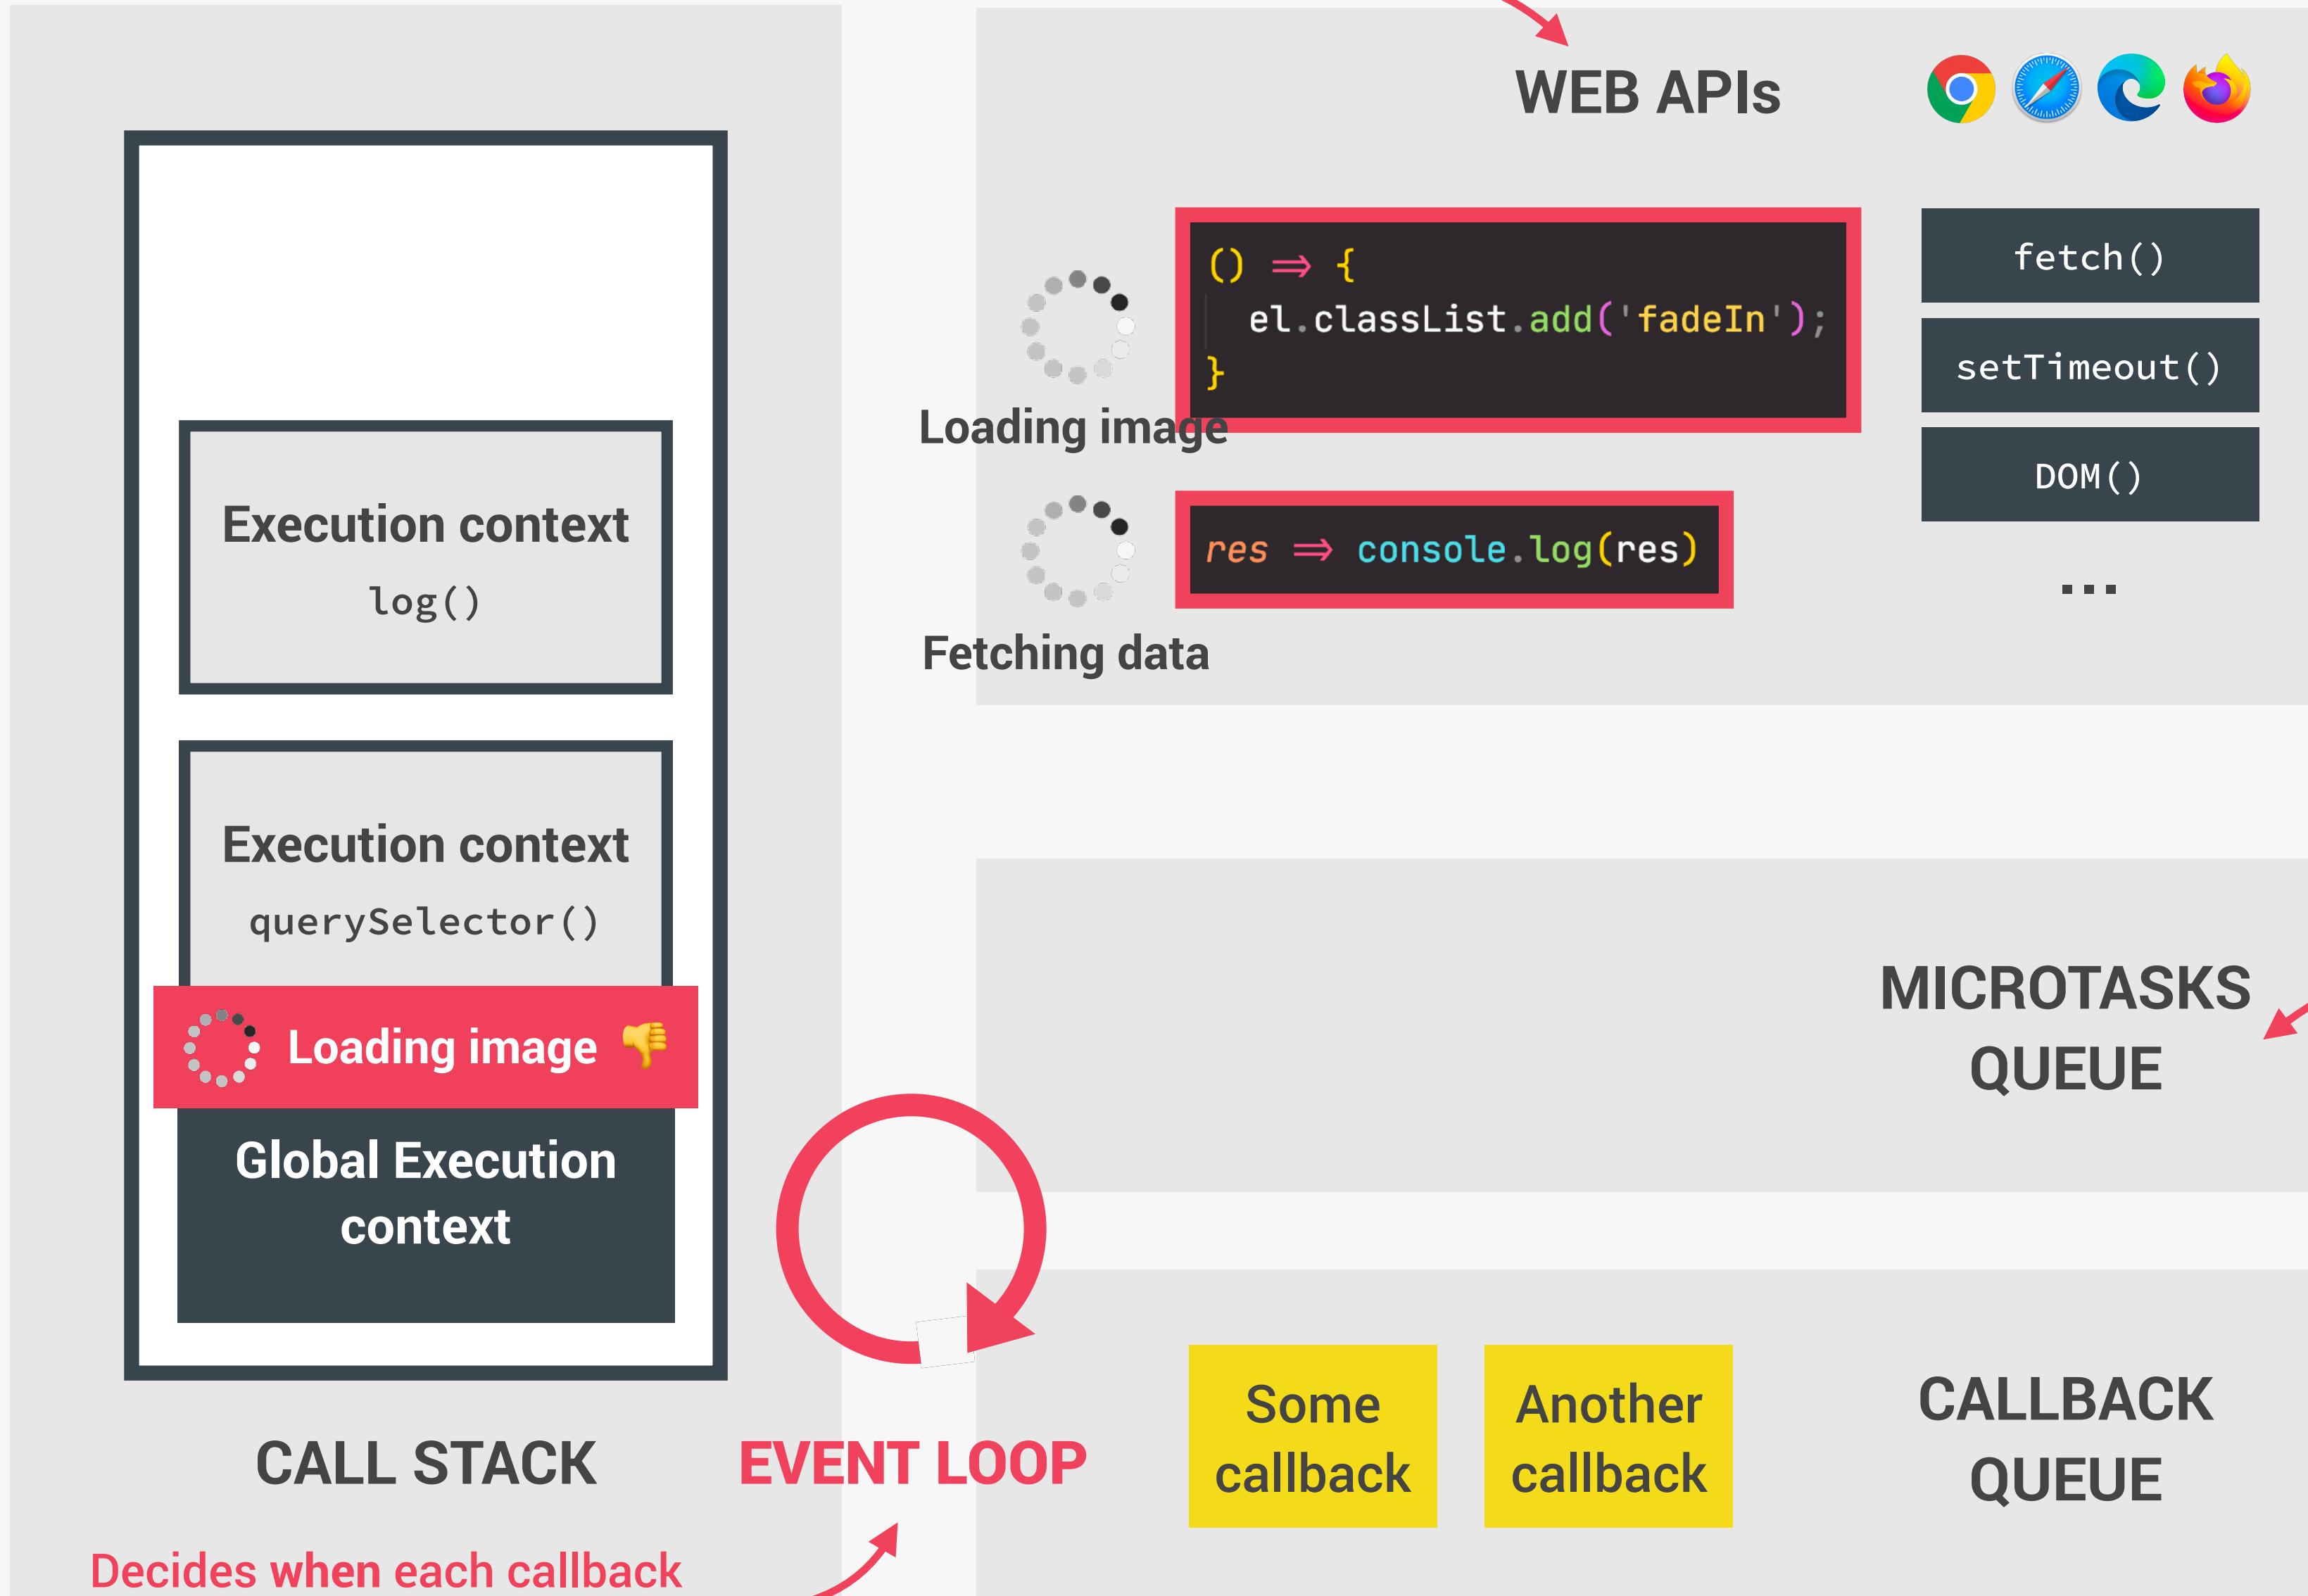 WEB APIs
() => {
el.classList.add('fadeIn');
}
Loading image
res => console.log(res)
Fetching data
fetch()
setTimeout()
DOM()
...
Execution context
log()
Execution context
querySelector()
Loading image
Global Execution
context
CALL STACK
EVENT LOOP
Decides when each callback
MICROTASKS
QUEUE
Some
callback
Another
callback
CALLBACK
QUEUE